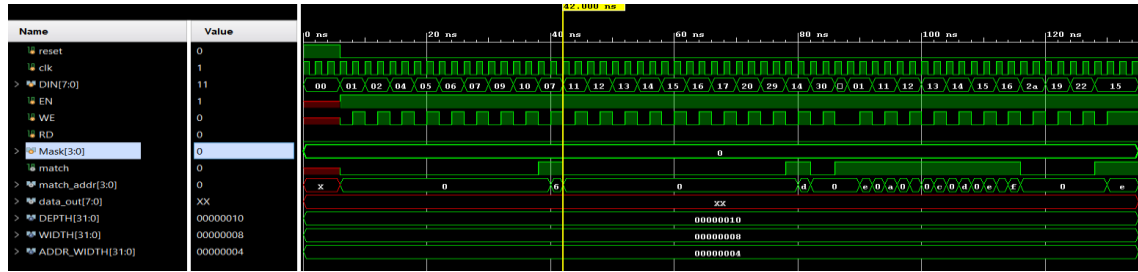 42.000 ns
Name Value 0 ns 20 ns 40 ns 60 ns 80 ns 100 ns 120 ns
reset 0
clk 1
> DIN[7:0] 11 00 01 02 04 05 06 07 09 10 07 11 12 13 14 15 16 17 20 29 14 30 01 11 12 13 14 15 16 2a 19 22 15
EN 1
WE 0
RD 0
> Mask[3:0] 0 0
match 0
> match_addr[3:0] 0 x 0 6 0 d 0 e 0 a 0 0 c 0 d 0 e f 0 e
> data_out[7:0] XX XX
> DEPTH[31:0] 00000010 00000010
> WIDTH[31:0] 00000008 00000008
> ADDR_WIDTH[31:0] 00000004 00000004